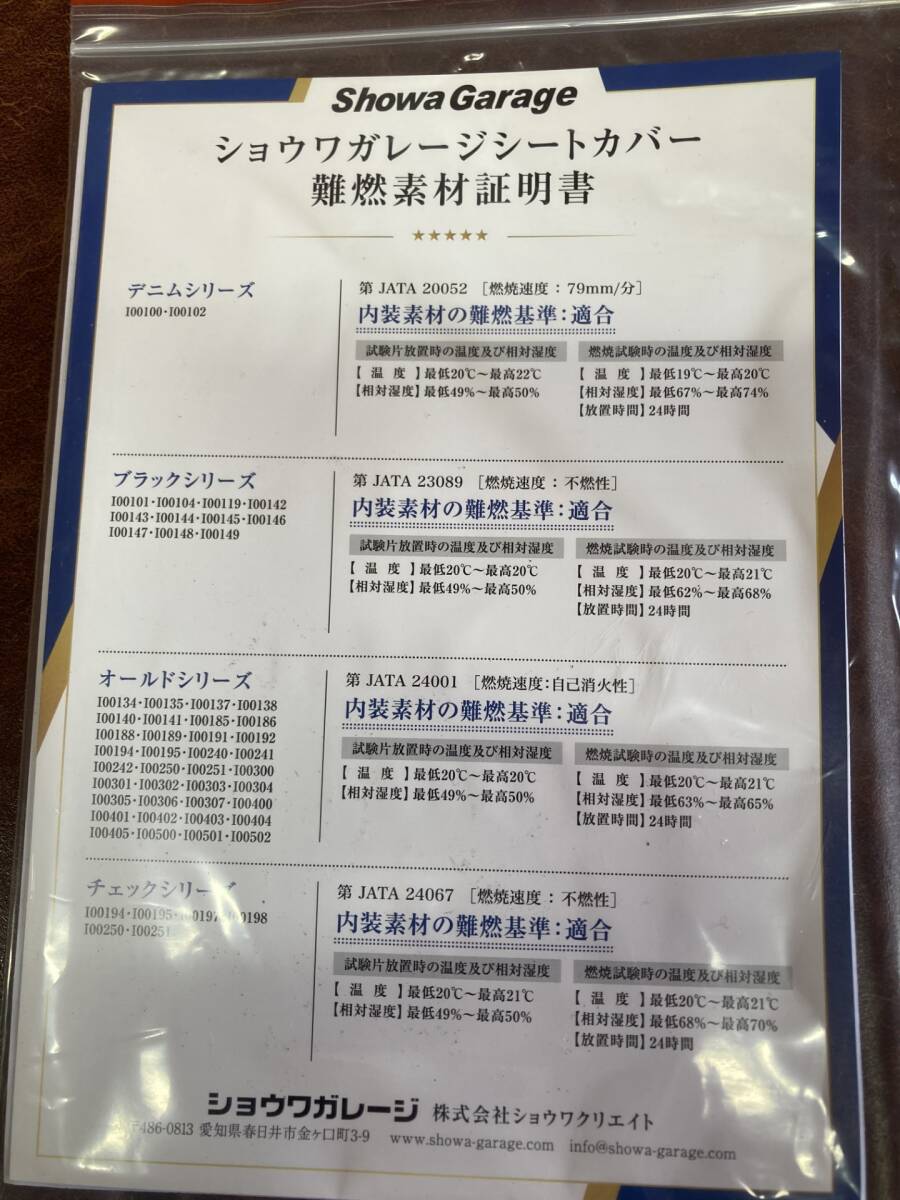 Showa Garage
ショウワガレージシートカバー
難燃素材証明書
★★★★★
デニムシリーズ
I00100・I00102
第 JATA 20052 [燃焼速度 : 79mm/分]
内装素材の難燃基準:適合
試験片放置時の温度及び相対湿度
【 温 度 】最低20℃〜最高22℃
【相対湿度】最低49%〜最高50%
燃焼試験時の温度及び相対湿度
【 温 度 】最低19℃〜最高20℃
【相対湿度】最低67%〜最高74%
【放置時間】24時間
ブラックシリーズ
I00101・I00104・I00119・I00142
I00143・I00144・I00145・I00146
I00147・I00148・I00149
第 JATA 23089 [燃焼速度 : 不燃性]
内装素材の難燃基準:適合
試験片放置時の温度及び相対湿度
【 温 度 】最低20℃〜最高20℃
【相対湿度】最低49%〜最高50%
燃焼試験時の温度及び相対湿度
【 温 度 】最低20℃〜最高21℃
【相対湿度】最低62%〜最高68%
【放置時間】24時間
オールドシリーズ
I00134・I00135・I00137・I00138
I00140・I00141・I00185・I00186
I00188・I00189・I00191・I00192
I00194・I00195・I00240・I00241
I00242・I00250・I00251・I00300
I00301・I00302・I00303・I00304
I00305・I00306・I00307・I00400
I00401・I00402・I00403・I00404
I00405・I00500・I00501・I00502
第 JATA 24001 [燃焼速度:自己消火性]
内装素材の難燃基準:適合
試験片放置時の温度及び相対湿度
【 温 度 】最低20℃〜最高20℃
【相対湿度】最低49%〜最高50%
燃焼試験時の温度及び相対湿度
【 温 度 】最低20℃〜最高21℃
【相対湿度】最低63%〜最高65%
【放置時間】24時間
チェックシリーズ
I00194・I00195・I00197・I00198
I00250・I00251
第 JATA 24067 [燃焼速度 : 不燃性]
内装素材の難燃基準:適合
試験片放置時の温度及び相対湿度
【 温 度 】最低20℃〜最高21℃
【相対湿度】最低49%〜最高50%
燃焼試験時の温度及び相対湿度
【 温 度 】最低20℃〜最高21℃
【相対湿度】最低68%〜最高70%
【放置時間】24時間
ショウワガレージ 株式会社ショウワクリエイト
〒486-0813 愛知県春日井市金ヶ口町3-9 www.showa-garage.com info@showa-garage.com